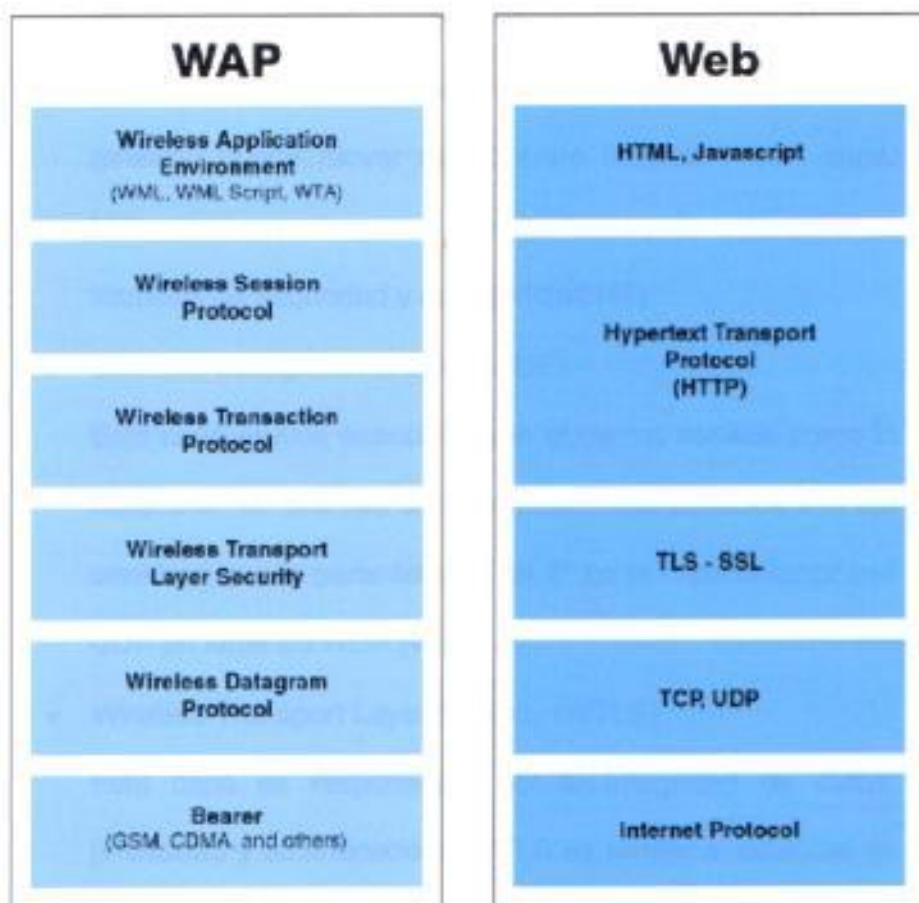 WAP
Wireless Application
Environment
(WML, WML Script, WTA)
Wireless Session
Protocol
Wireless Transaction
Protocol
Wireless Transport
Layer Security
Wireless Datagram
Protocol
Bearer
(GSM, CDMA and others)
Web
HTML, Javascript
Hypertext Transport
Protocol
(HTTP)
TLS - SSL
TCP, UDP
Internet Protocol